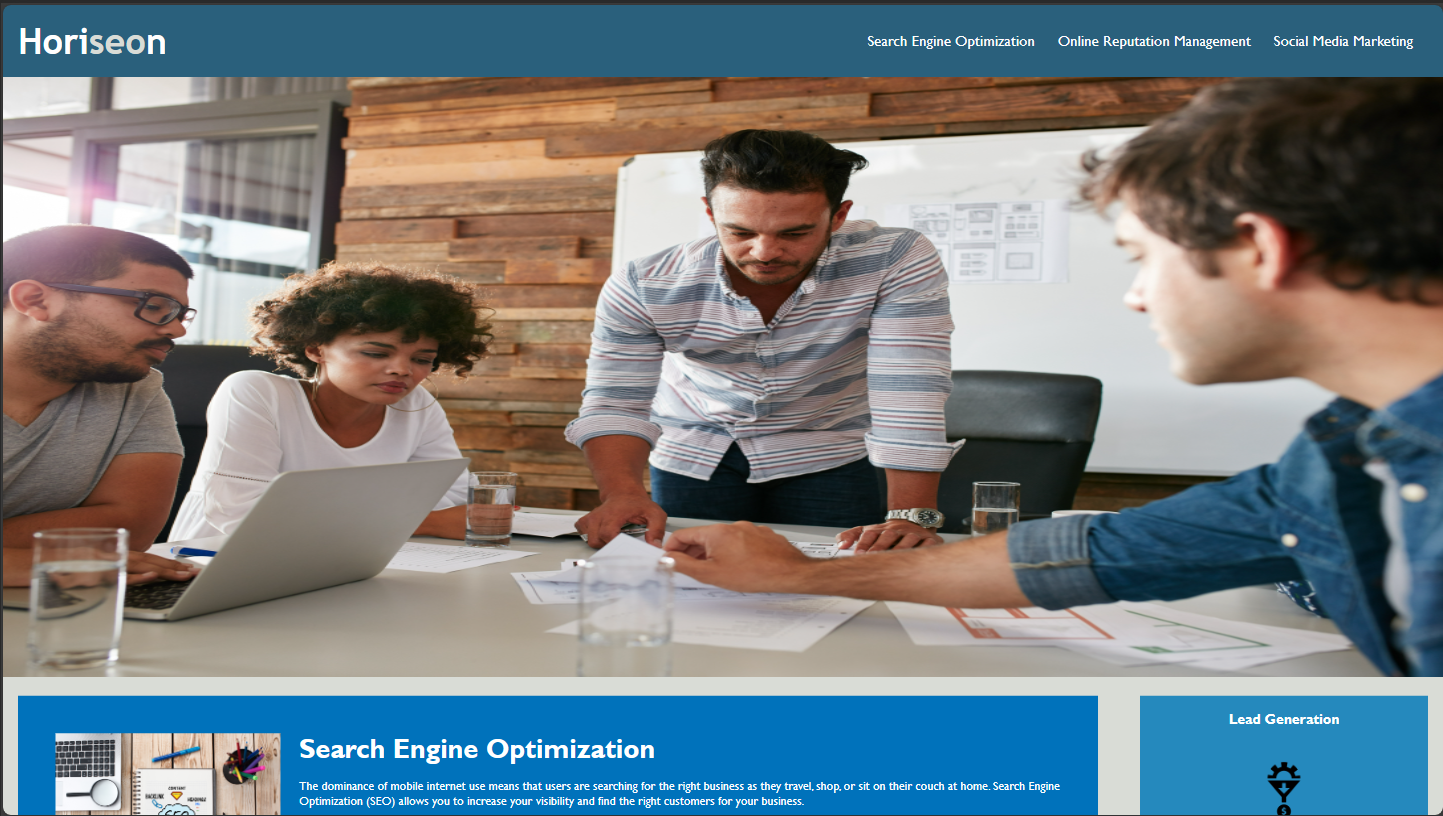 Horiseon
Search Engine Optimization
Online Reputation Management
Social Media Marketing
Search Engine Optimization
The dominance of mobile internet use means that users are searching for the right business as they travel, shop, or sit on their couch at home. Search Engine
Optimization (SEO) allows you to increase your visibility and find the right customers for your business.
CONTENT
BACKLINK
SEO
Lead Generation
$